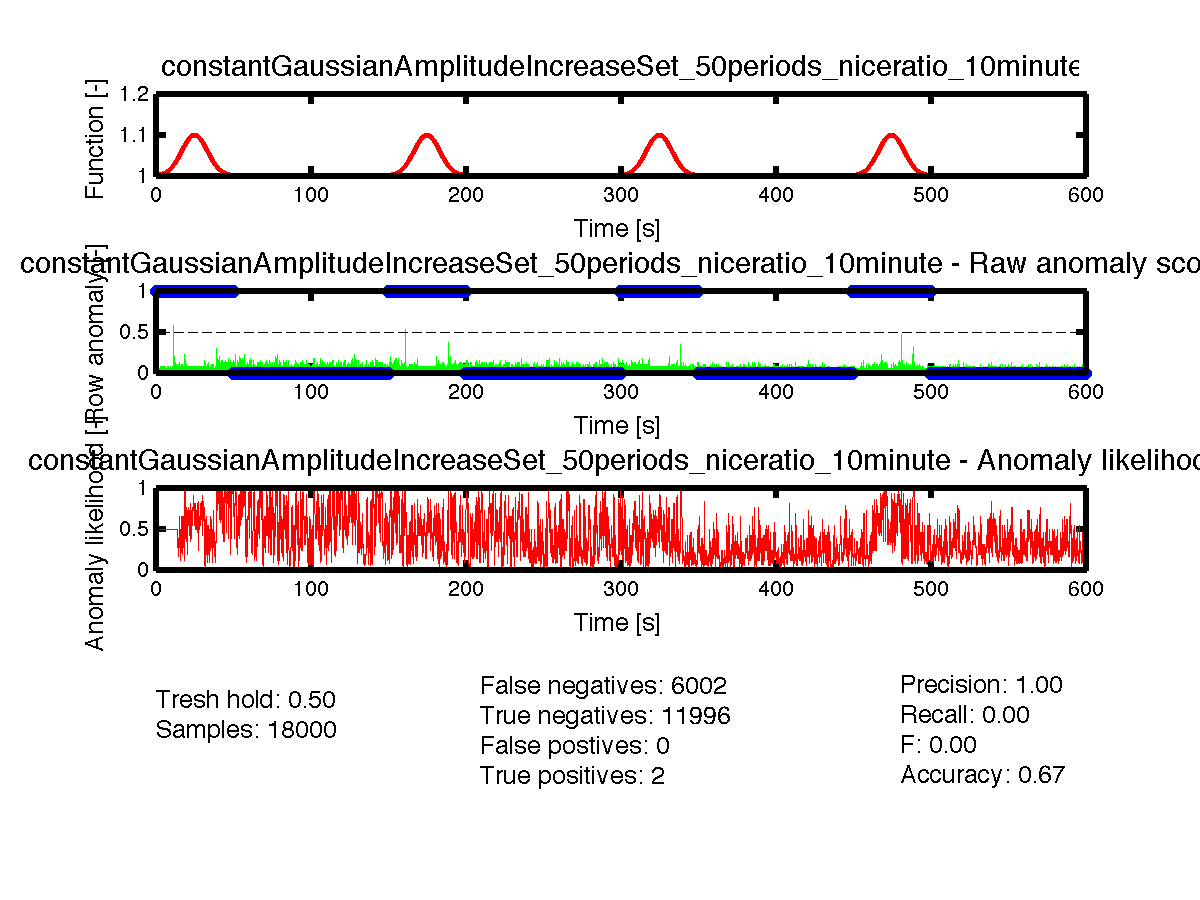 constantGaussianAmplitudeIncreaseSet_50periods_niceratio_10minute
Function [-]
1.2
1.1
1
0 100 200 300 400 500 600
Time [s]
constantGaussianAmplitudeIncreaseSet_50periods_niceratio_10minute - Raw anomaly sco
Row anomaly [-]
1
0.5
0
0 100 200 300 400 500 600
Time [s]
constantGaussianAmplitudeIncreaseSet_50periods_niceratio_10minute - Anomaly likelihoo
Anomaly likelihood [-]
1
0.5
0
0 100 200 300 400 500 600
Time [s]
Tresh hold: 0.50
Samples: 18000
False negatives: 6002
True negatives: 11996
False postives: 0
True positives: 2
Precision: 1.00
Recall: 0.00
F: 0.00
Accuracy: 0.67